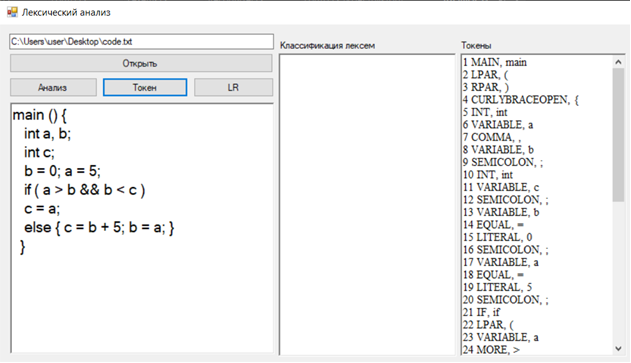 Лексический анализ
C:\Users\user\Desktop\code.txt
Открыть
Анализ
Токен
LR
main () {
int a, b;
int c;
b = 0; a = 5;
if ( a > b && b < c )
c = a;
else { c = b + 5; b = a; }
}
Классификация лексем
Токены
1 MAIN, main
2 LPAR, (
3 RPAR, )
4 CURLYBRACEOPEN, {
5 INT, int
6 VARIABLE, a
7 COMMA, ,
8 VARIABLE, b
9 SEMICOLON, ;
10 INT, int
11 VARIABLE, c
12 SEMICOLON, ;
13 VARIABLE, b
14 EQUAL, =
15 LITERAL, 0
16 SEMICOLON, ;
17 VARIABLE, a
18 EQUAL, =
19 LITERAL, 5
20 SEMICOLON, ;
21 IF, if
22 LPAR, (
23 VARIABLE, a
24 MORE, >